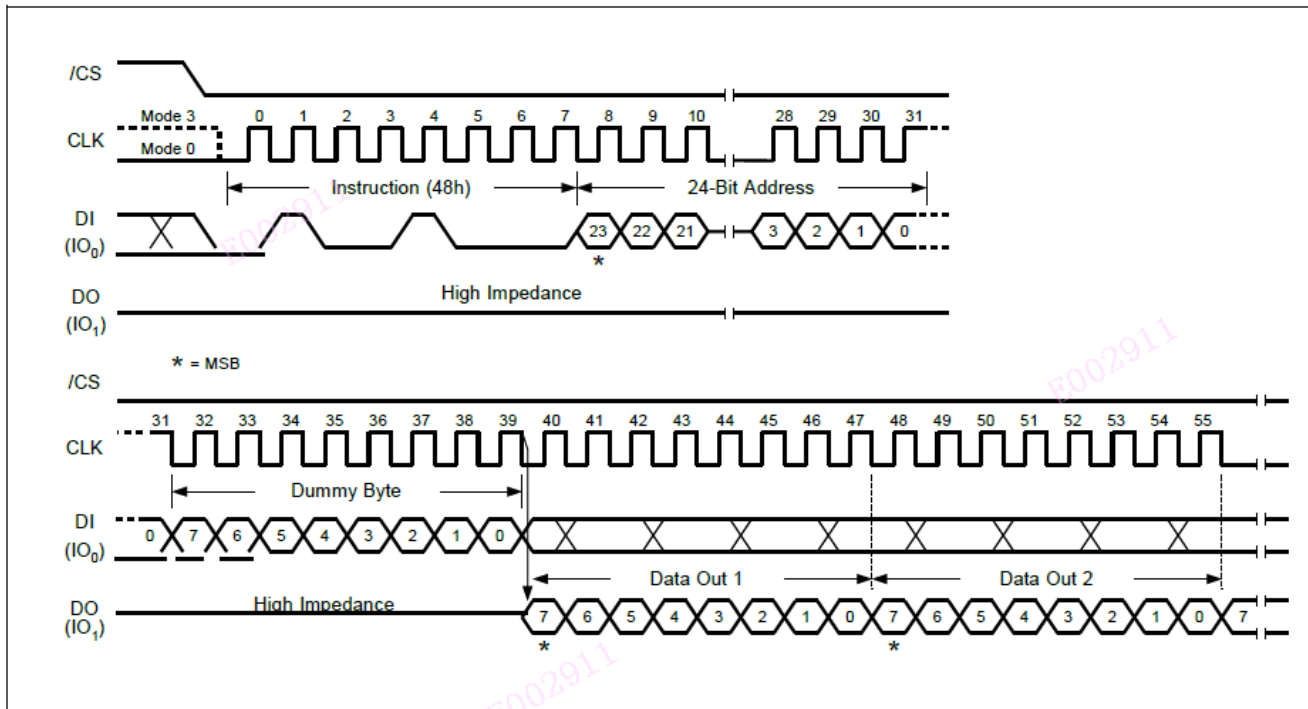 /CS
Mode 3 0 1 2 3 4 5 6 7 8 9 10 28 29 30 31
CLK
Mode 0
Instruction (48h) 24-Bit Address
DI
(IO0) 23 22 21 3 2 1 0
*
DO High Impedance
(IO1)
* = MSB
/CS
31 32 33 34 35 36 37 38 39 40 41 42 43 44 45 46 47 48 49 50 51 52 53 54 55
CLK
Dummy Byte
DI
(IO0) 0 7 6 5 4 3 2 1 0
Data Out 1 Data Out 2
DO High Impedance
(IO1) 7 6 5 4 3 2 1 0 7 6 5 4 3 2 1 0 7
* *
E002911
E002911
E002911